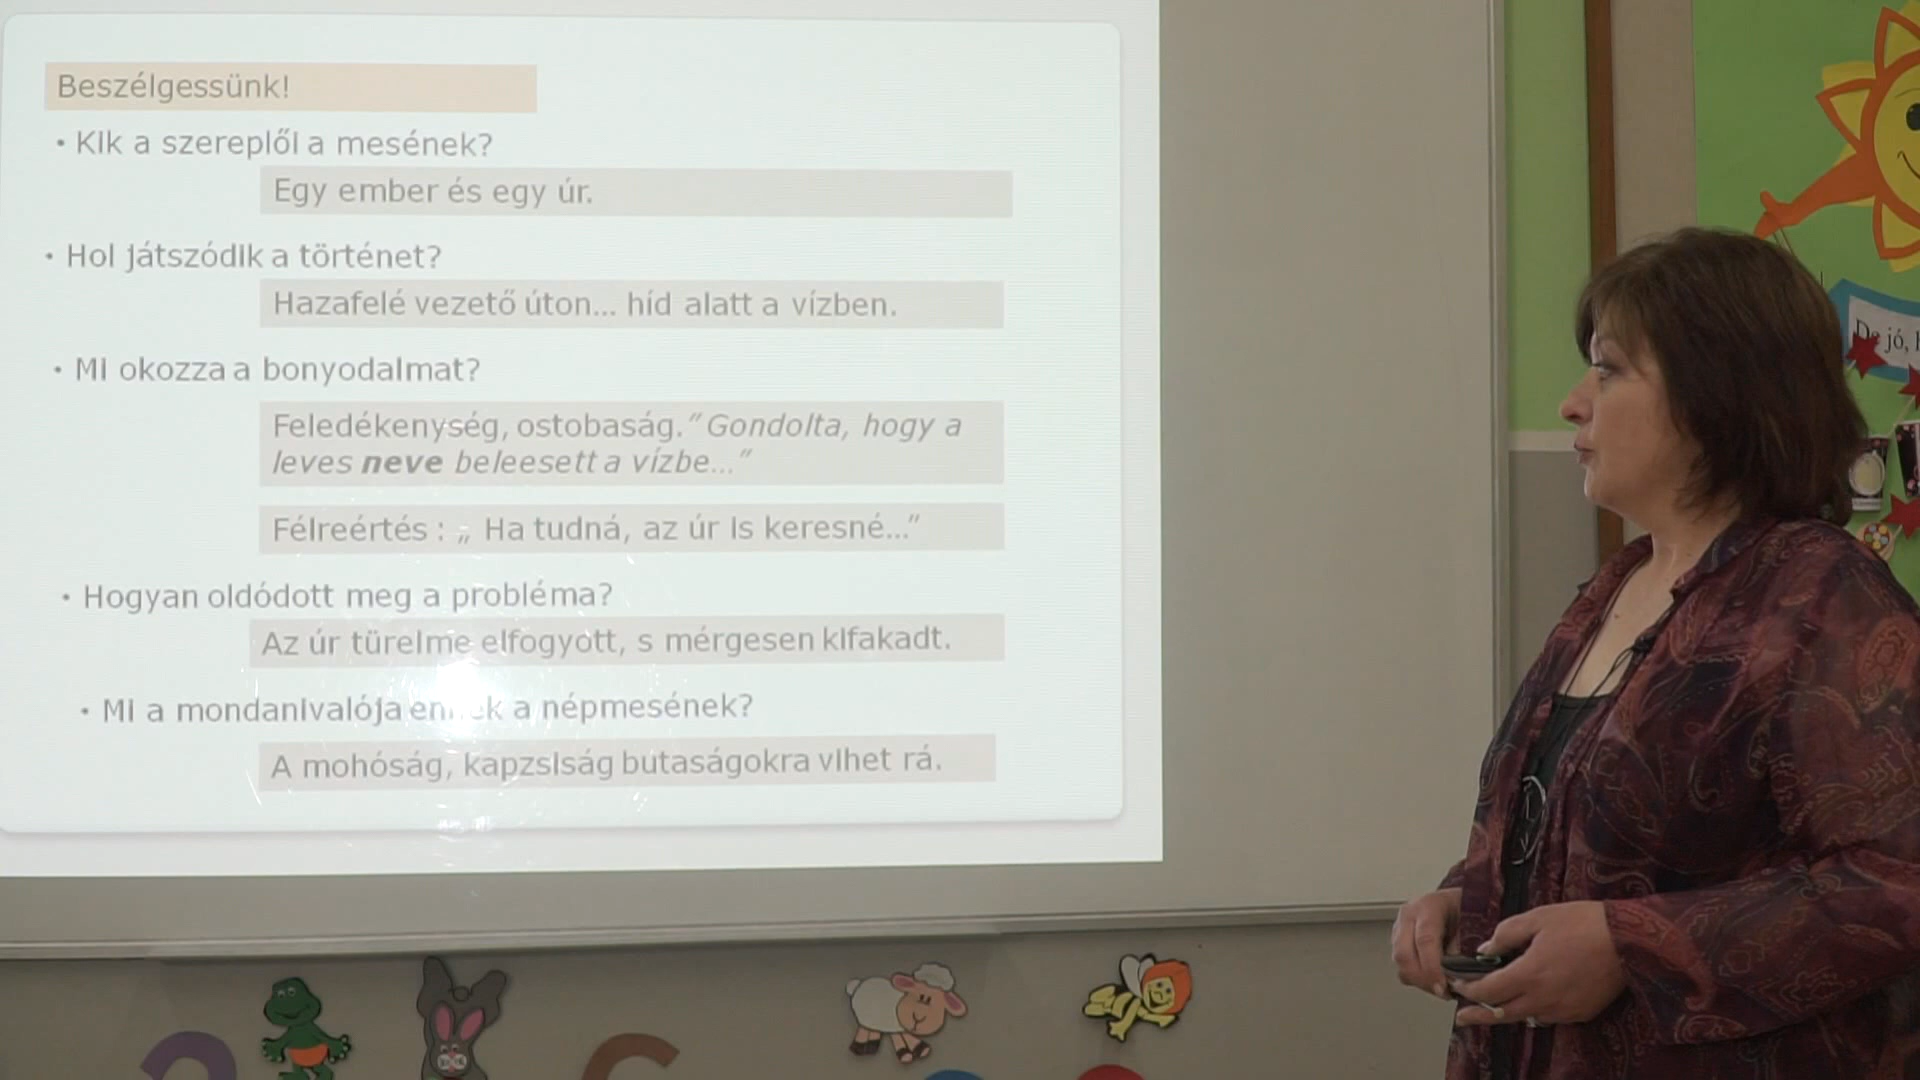 Beszélgessünk!
• Kik a szereplői a mesének?
Egy ember és egy úr.
• Hol játszódik a történet?
Hazafelé vezető úton... híd alatt a vízben.
• Mi okozza a bonyodalmat?
Feledékenység, ostobaság.” Gondolta, hogy a
leves neve beleesett a vízbe...”
Félreértés : „ Ha tudná, az úr is keresné...”
• Hogyan oldódott meg a probléma?
Az úr türelme elfogyott, s mérgesen kifakadt.
• Mi a mondanivalója ennek a népmesének?
A mohóság, kapzsiság butaságokra vihet rá.
De jó,